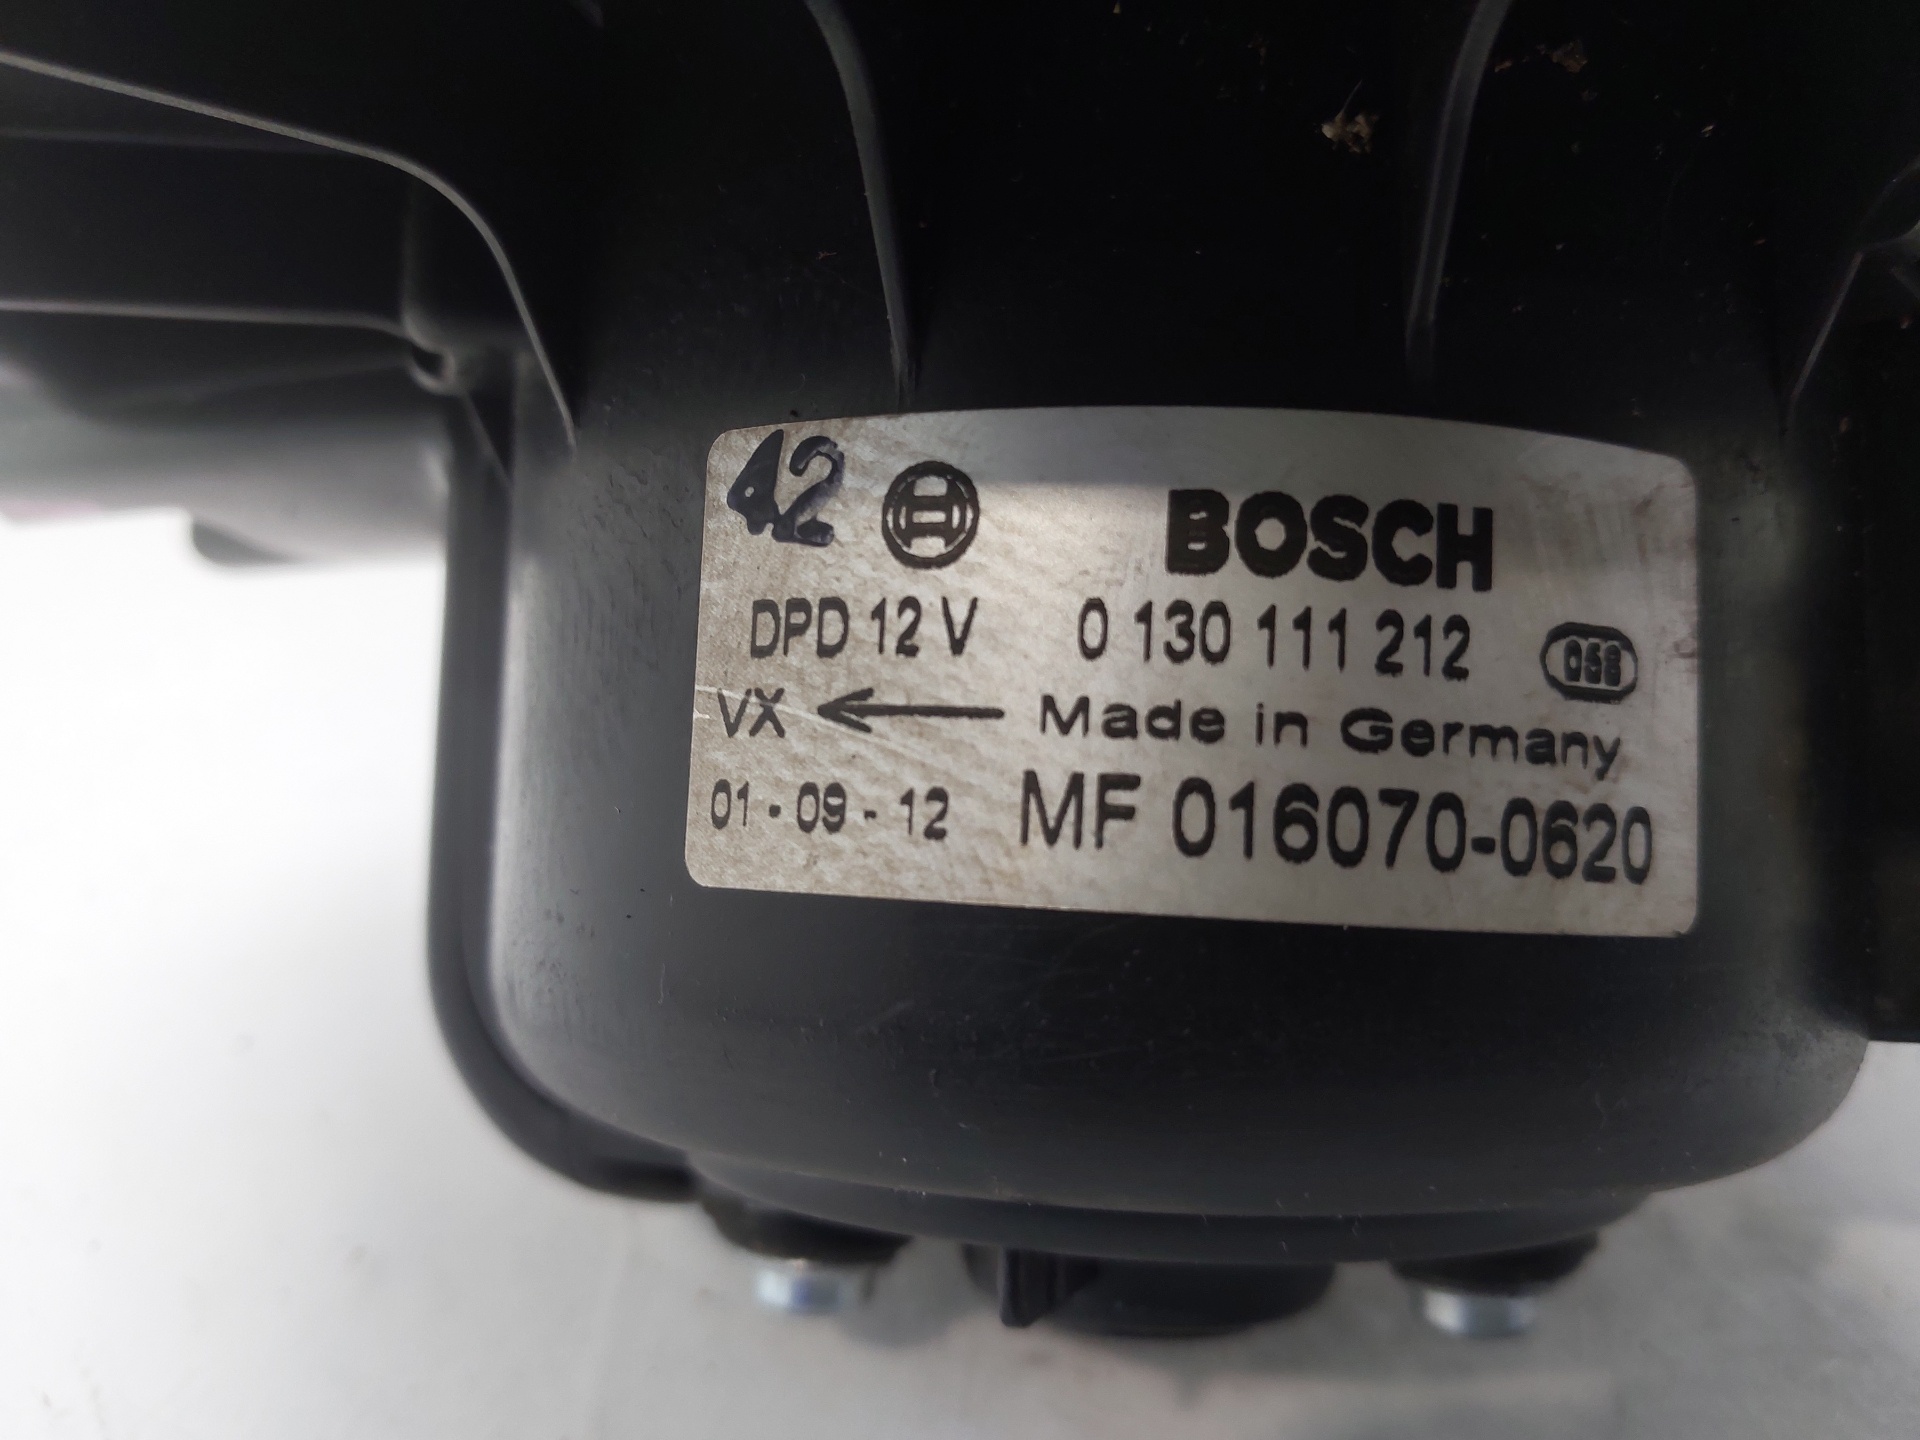 42 BOSCH
DPD 12 V 0 130 111 212
VX ← Made in Germany
01 - 09 - 12 MF 016070-0620